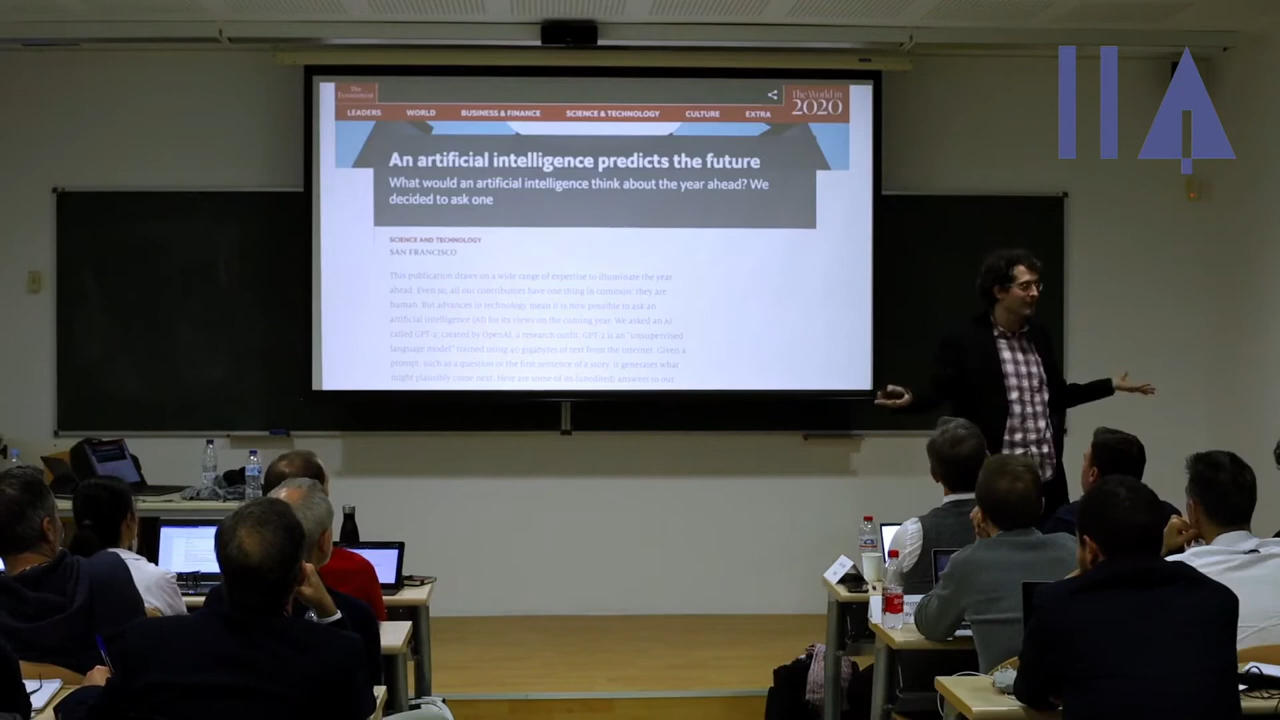 The Economist
The World in 2020
LEADERS WORLD BUSINESS & FINANCE SCIENCE & TECHNOLOGY CULTURE EXTRA
An artificial intelligence predicts the future
What would an artificial intelligence think about the year ahead? We
decided to ask one
SCIENCE AND TECHNOLOGY
SAN FRANCISCO
This publication draws on a wide range of expertise to illuminate the year
ahead. Even so, all our contributors have one thing in common: they are
human. But advances in technology mean it is now possible to ask an
artificial intelligence (AI) for its views on the coming year. We asked an AI
called GPT-2, created by OpenAI, a research outfit. GPT-2 is an "unsupervised
language model" trained using 40 gigabytes of text from the internet. Given a
prompt, such as a question or the first sentence of a story, it generates what
might plausibly come next. Here are some of its (unedited) answers to our
IIA